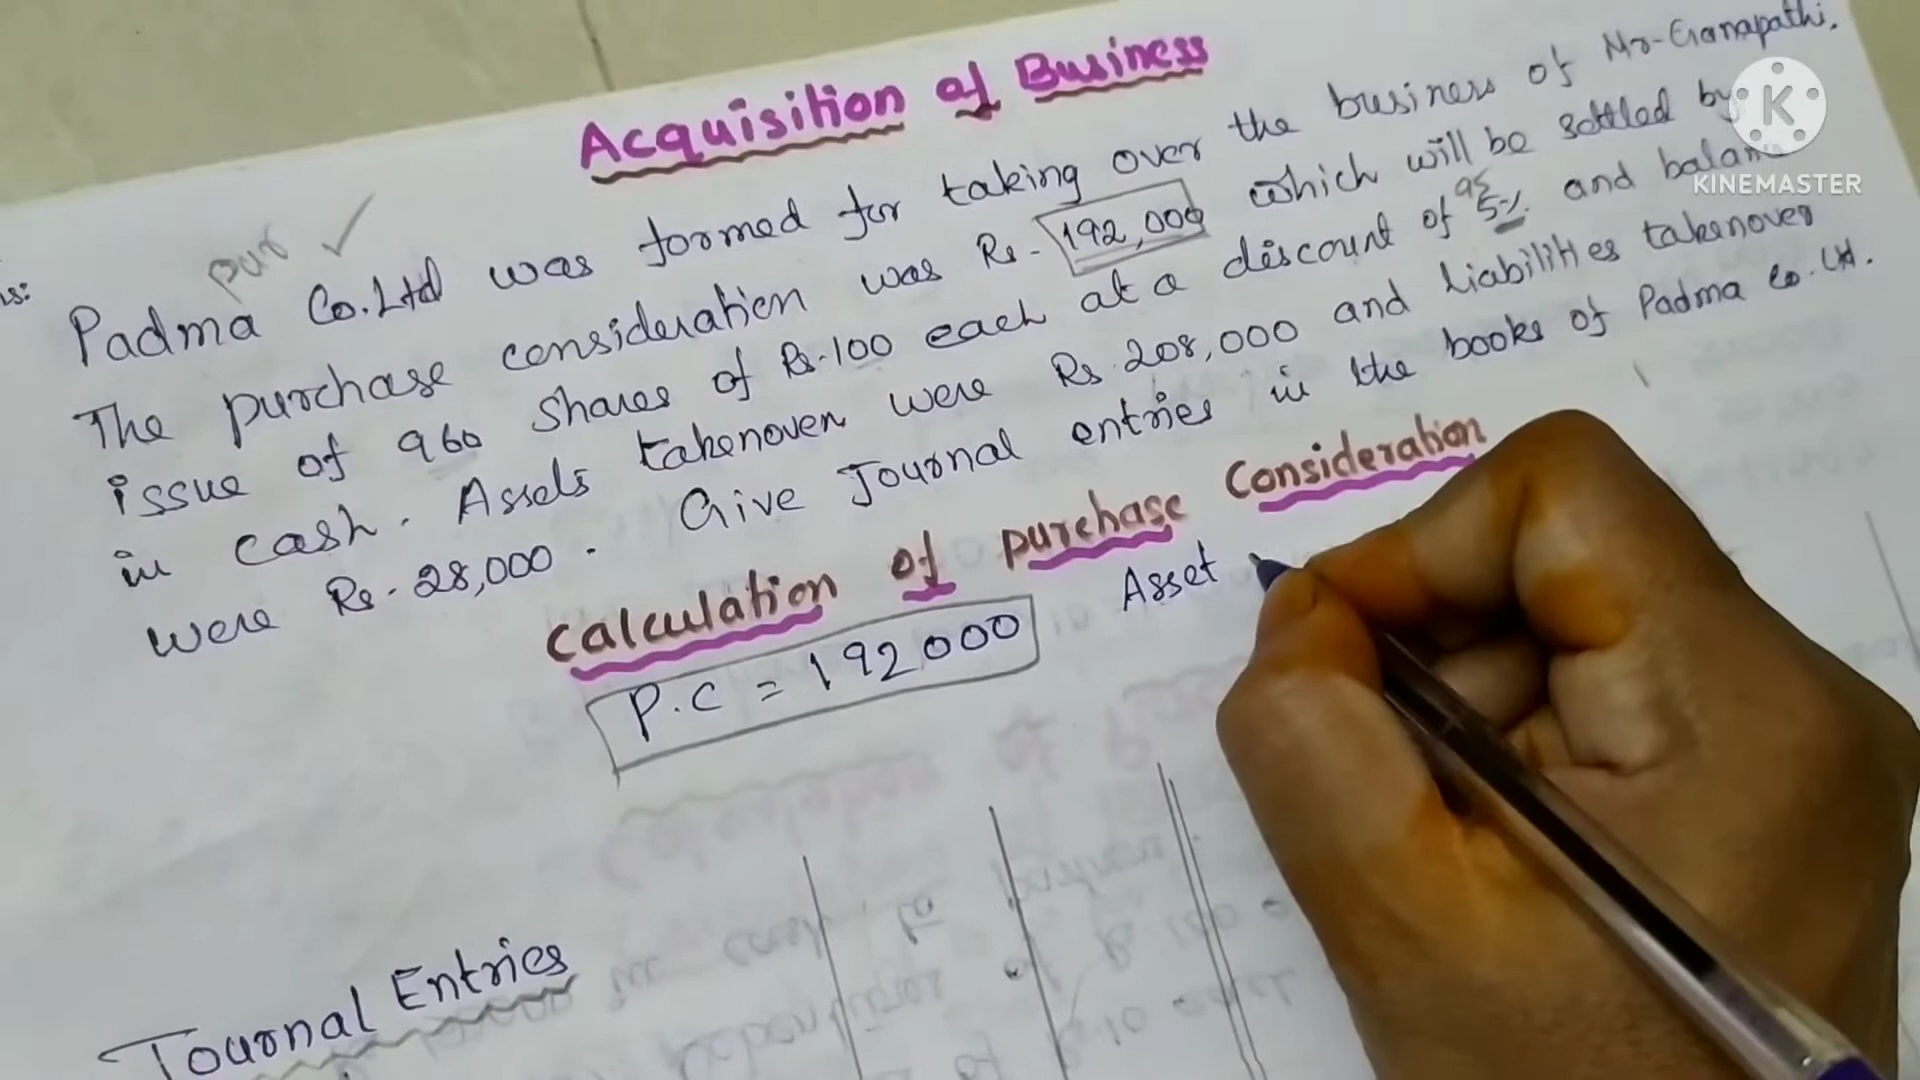 Acquisition of Business
pur ✓
Padma Co. Ltd was formed for taking over the business of Mr. Ganapathi.
The purchase consideration was Rs. 192,000 which will be settled by
issue of 960 shares of Rs. 100 each at a discount of 5% and balance
95
in cash. Assets takenover were Rs. 208,000 and liabilities takenover
were Rs. 28,000. Give Journal entries in the books of Padma Co. Ltd.
Calculation of purchase Consideration
P.C = 192000
Asset
Journal Entries
K
KINEMASTER